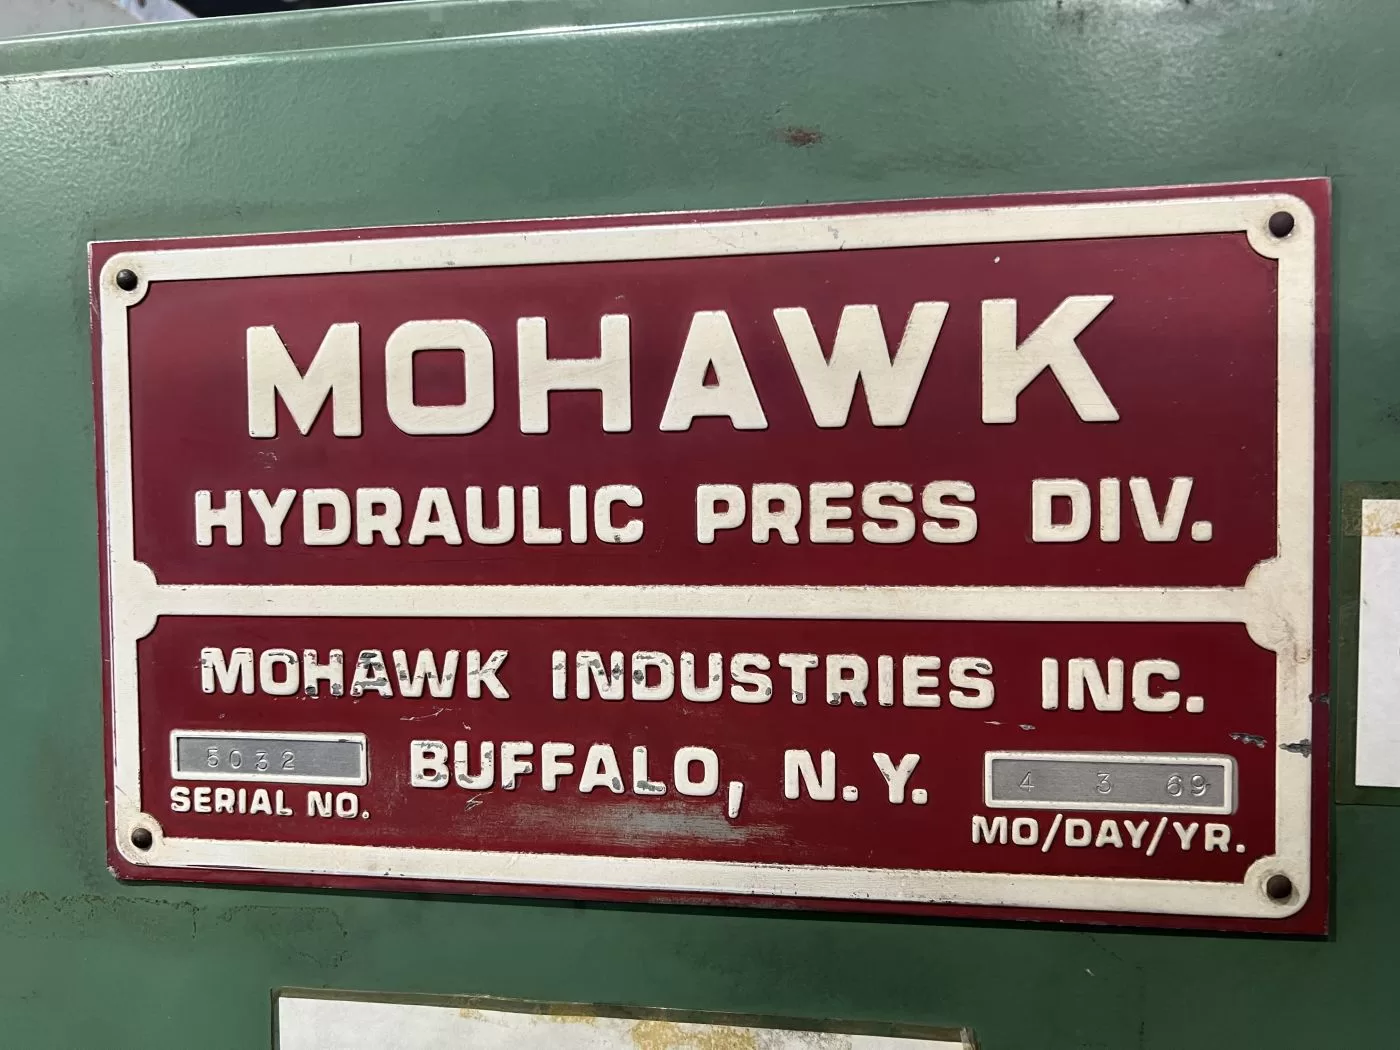 MOHAWK
HYDRAULIC PRESS DIV.
MOHAWK INDUSTRIES INC.
BUFFALO, N.Y.
5032
SERIAL NO.
4 3 69
MO/DAY/YR.